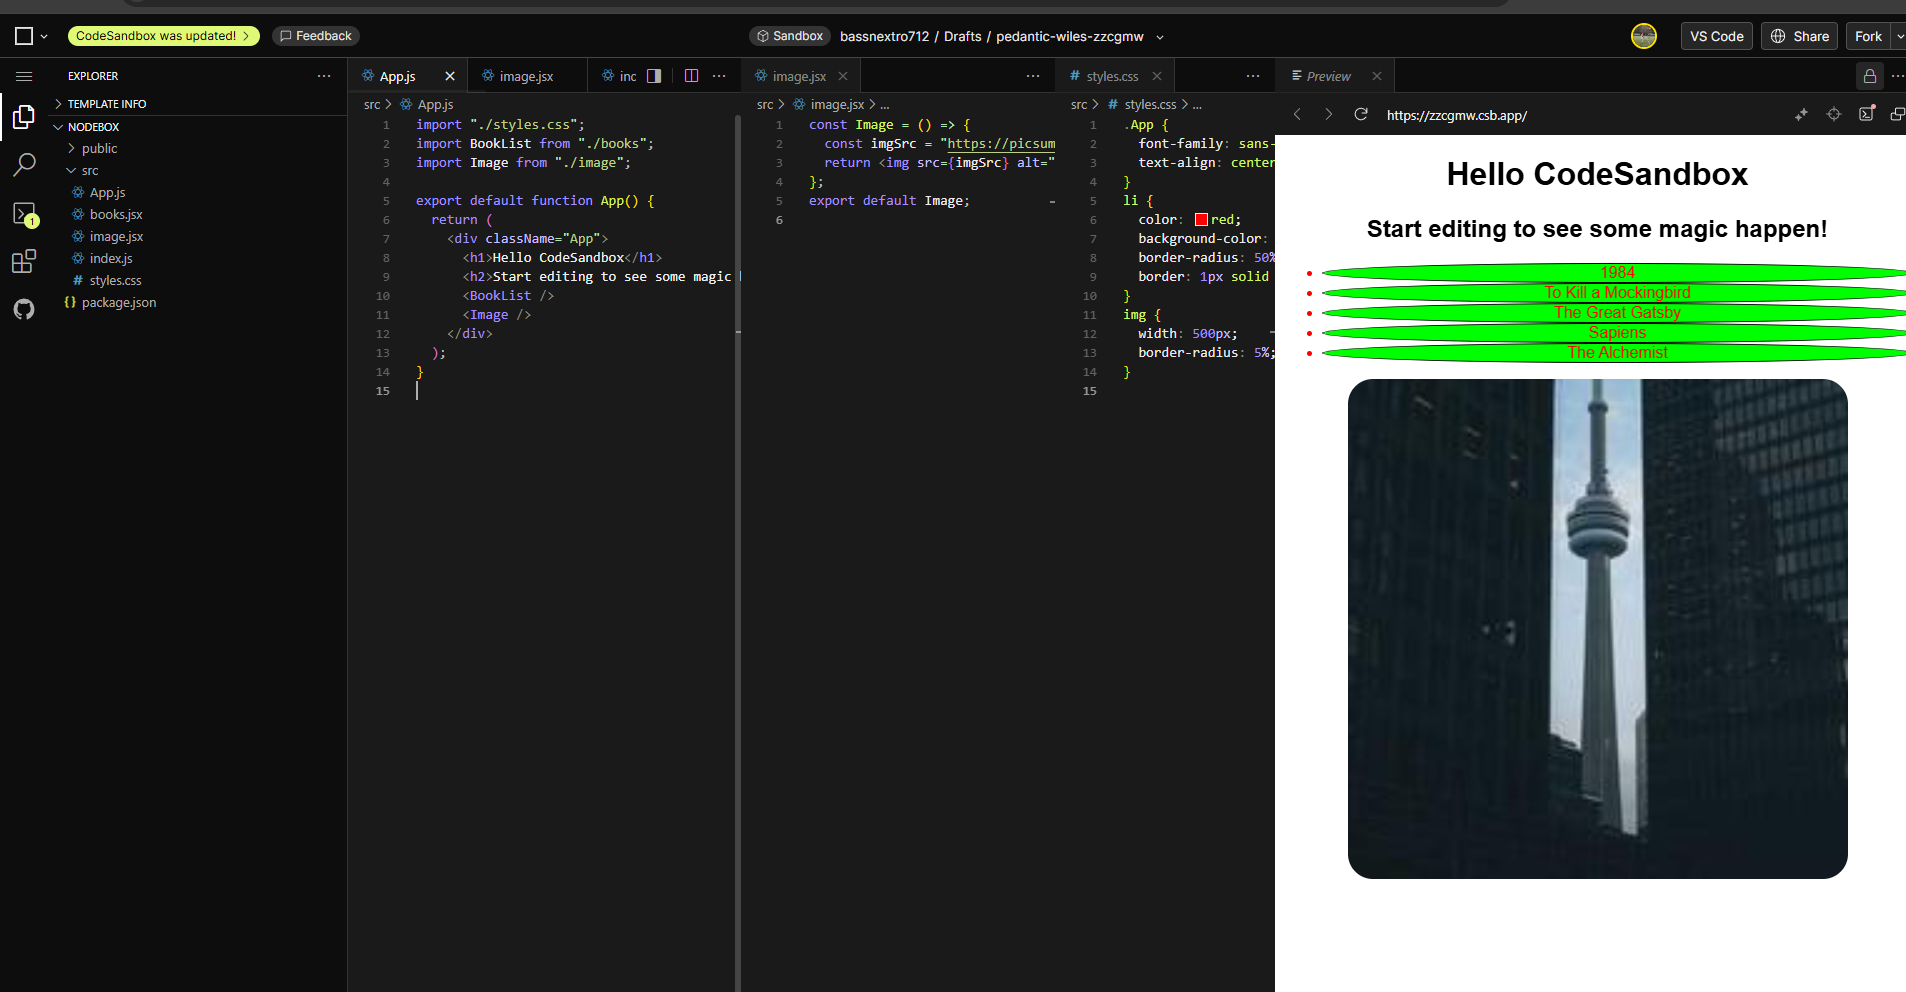 CodeSandbox was updated!
Feedback
Sandbox
bassnextro712 / Drafts / pedantic-wiles-zzcgmw
VS Code
Share
Fork
EXPLORER
TEMPLATE INFO
NODEBOX
public
src
App.js
books.jsx
image.jsx
index.js
styles.css
package.json
1
App.js
image.jsx
inc
src > App.js
1 import "./styles.css";
2 import BookList from "./books";
3 import Image from "./image";
4
5 export default function App() {
6 return (
7 <div className="App">
8 <h1>Hello CodeSandbox</h1>
9 <h2>Start editing to see some magic
10 <BookList />
11 <Image />
12 </div>
13 );
14 }
15
image.jsx
src > image.jsx > ...
1 const Image = () => {
2 const imgSrc = "https://picsum
3 return <img src={imgSrc} alt="
4 };
5 export default Image;
6
styles.css
src > # styles.css > ...
1 .App {
2 font-family: sans-
3 text-align: center
4 }
5 li {
6 color: red;
7 background-color:
8 border-radius: 50%
9 border: 1px solid
10 }
11 img {
12 width: 500px;
13 border-radius: 5%;
14 }
15
Preview
https://zzcgmw.csb.app/
Hello CodeSandbox
Start editing to see some magic happen!
1984
To Kill a Mockingbird
The Great Gatsby
Sapiens
The Alchemist